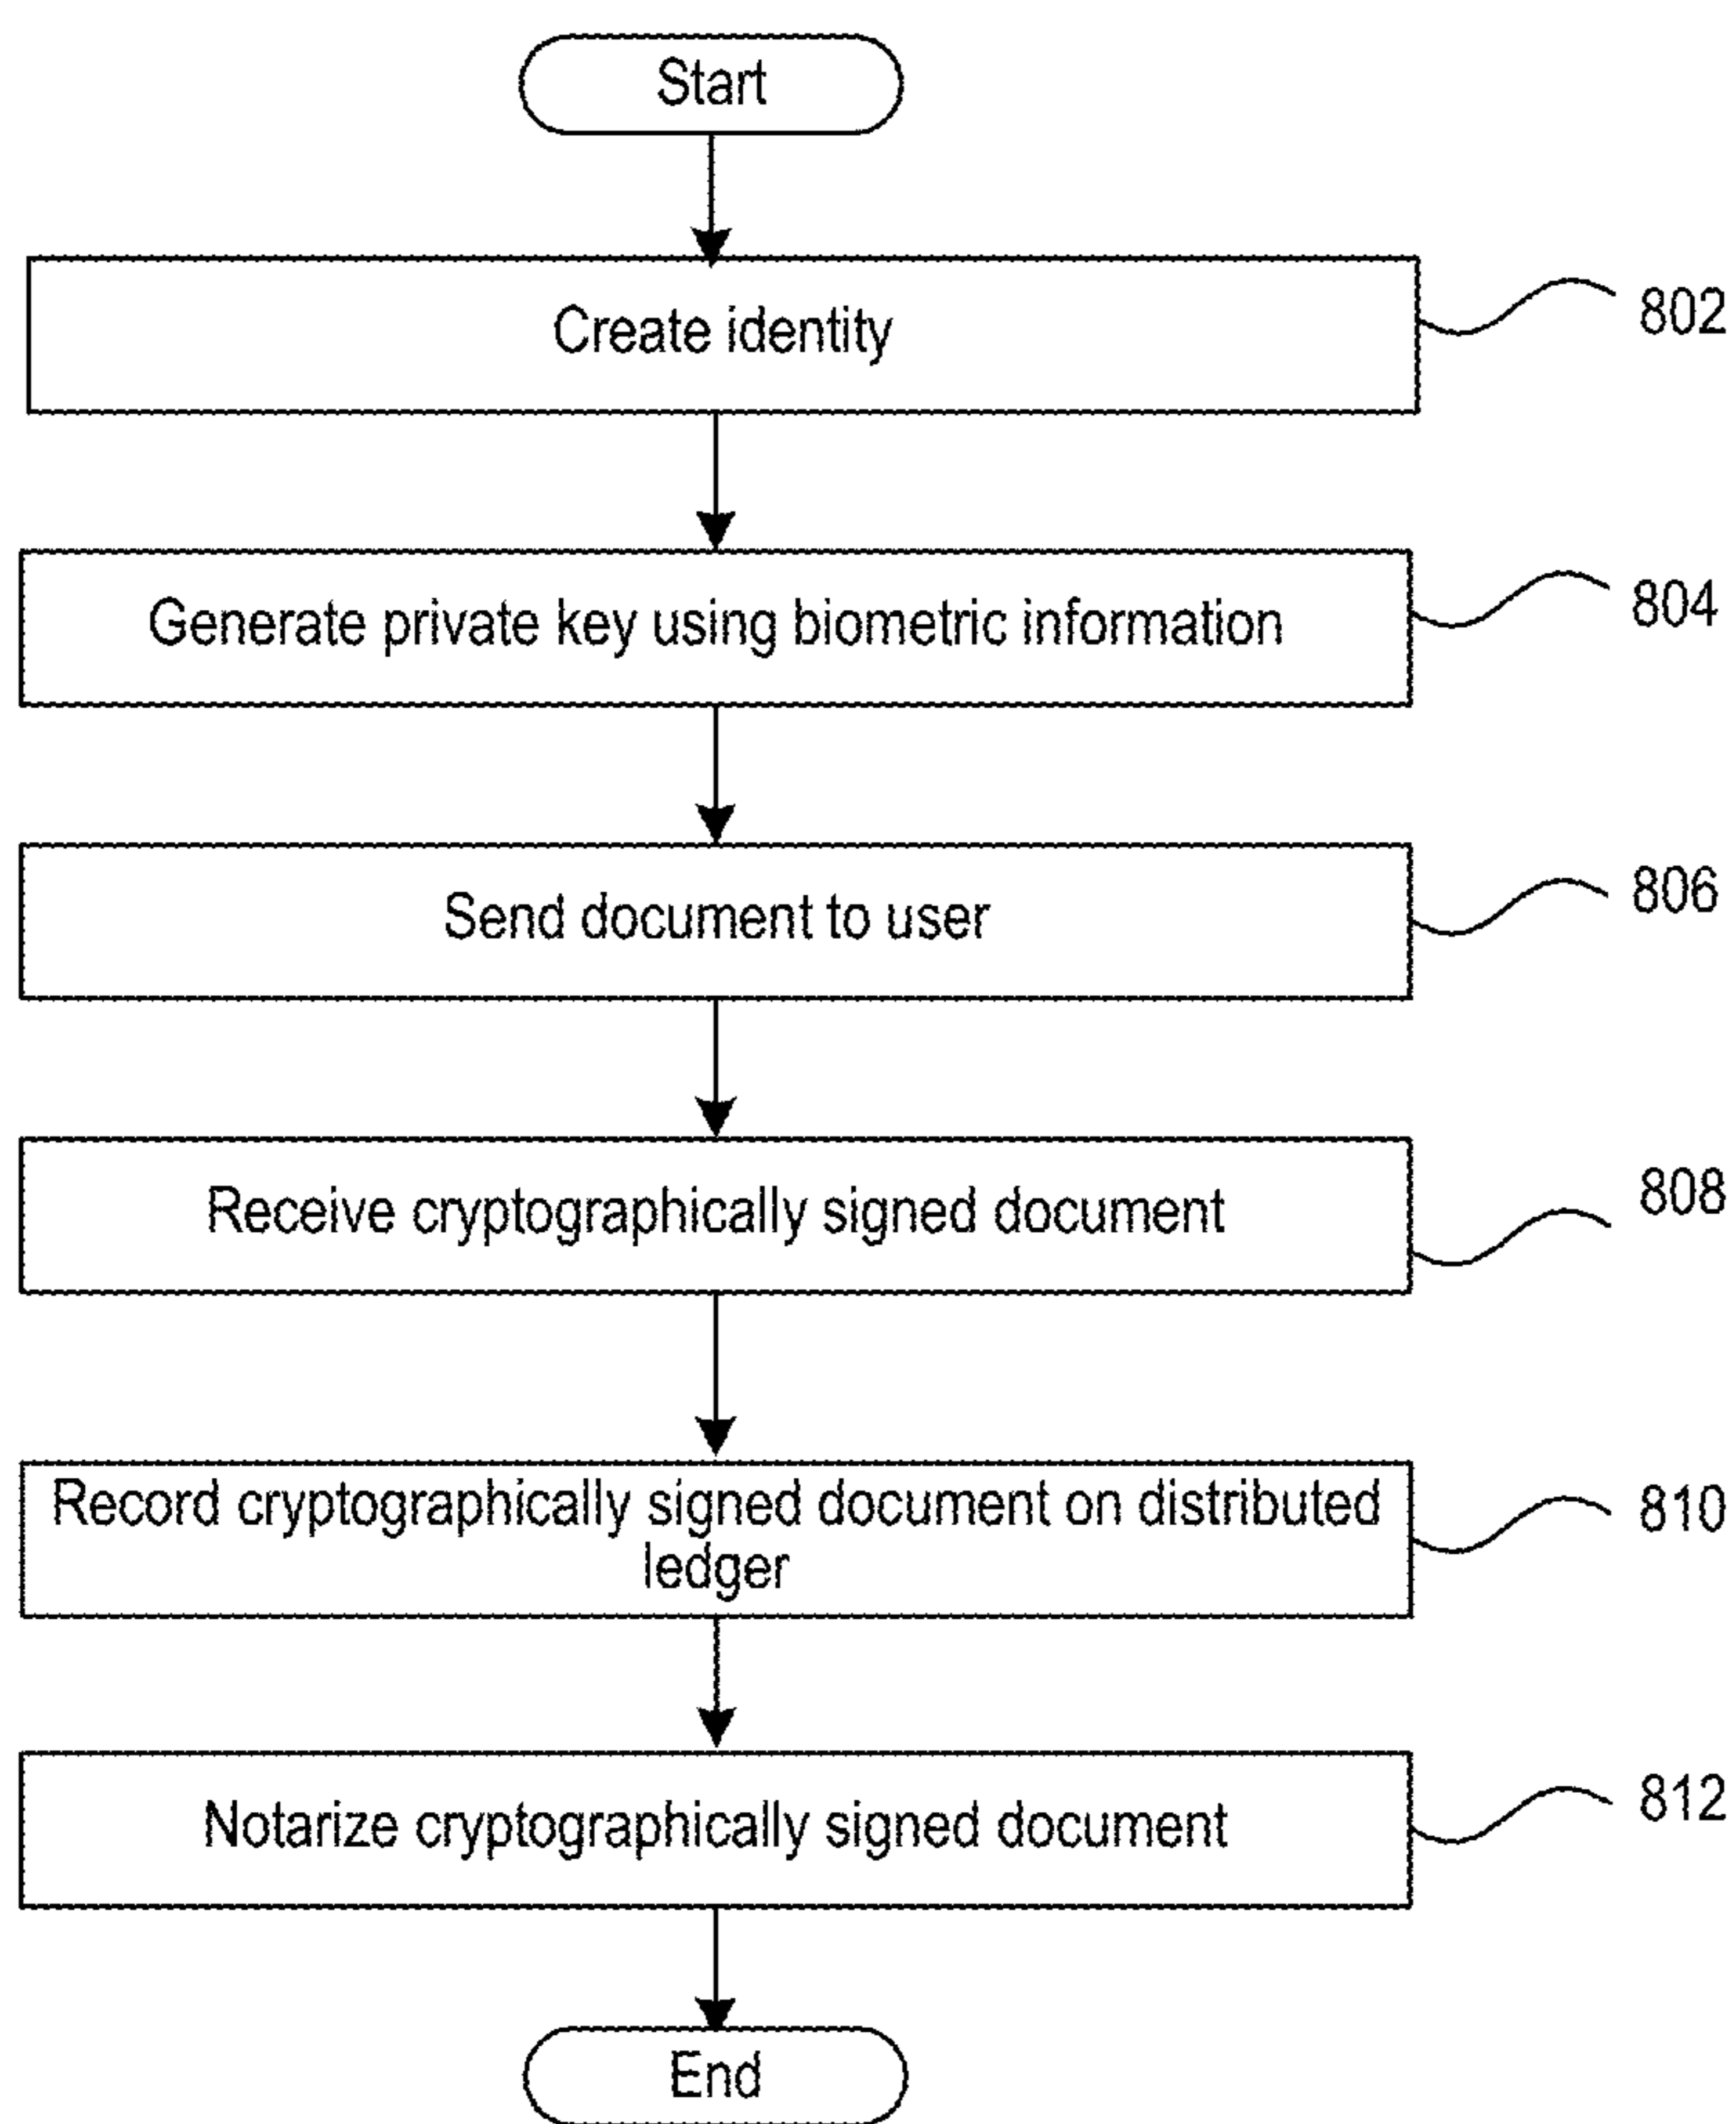 Start
Create identity
802
Generate private key using biometric information
804
Send document to user
806
Receive cryptographically signed document
808
Record cryptographically signed document on distributed
ledger
810
Notarize cryptographically signed document
812
End